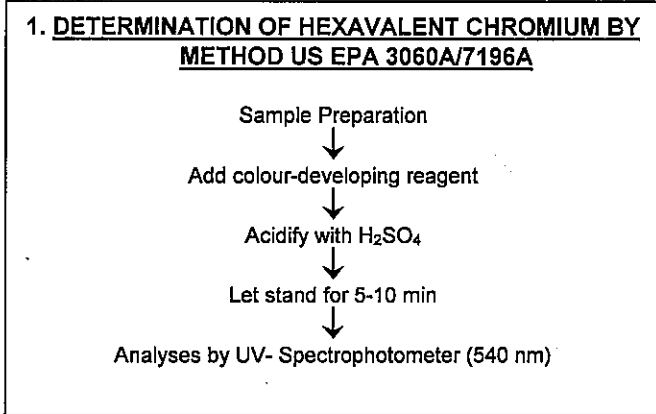 1. DETERMINATION OF HEXAVALENT CHROMIUM BY
METHOD US EPA 3060A/7196A
Sample Preparation
Add colour-developing reagent
Acidify with H₂SO₄
Let stand for 5-10 min
Analyses by UV- Spectrophotometer (540 nm)